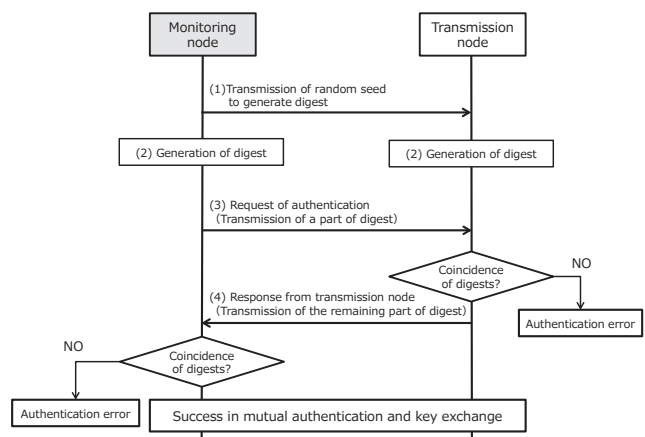 Monitoring
node
Transmission
node
(1)Transmission of random seed
to generate digest
(2) Generation of digest
(2) Generation of digest
(3) Request of authentication
(Transmission of a part of digest)
Coincidence
of digests?
NO
(4) Response from transmission node
(Transmission of the remaining part of digest)
Authentication error
NO
Coincidence
of digests?
Authentication error
Success in mutual authentication and key exchange